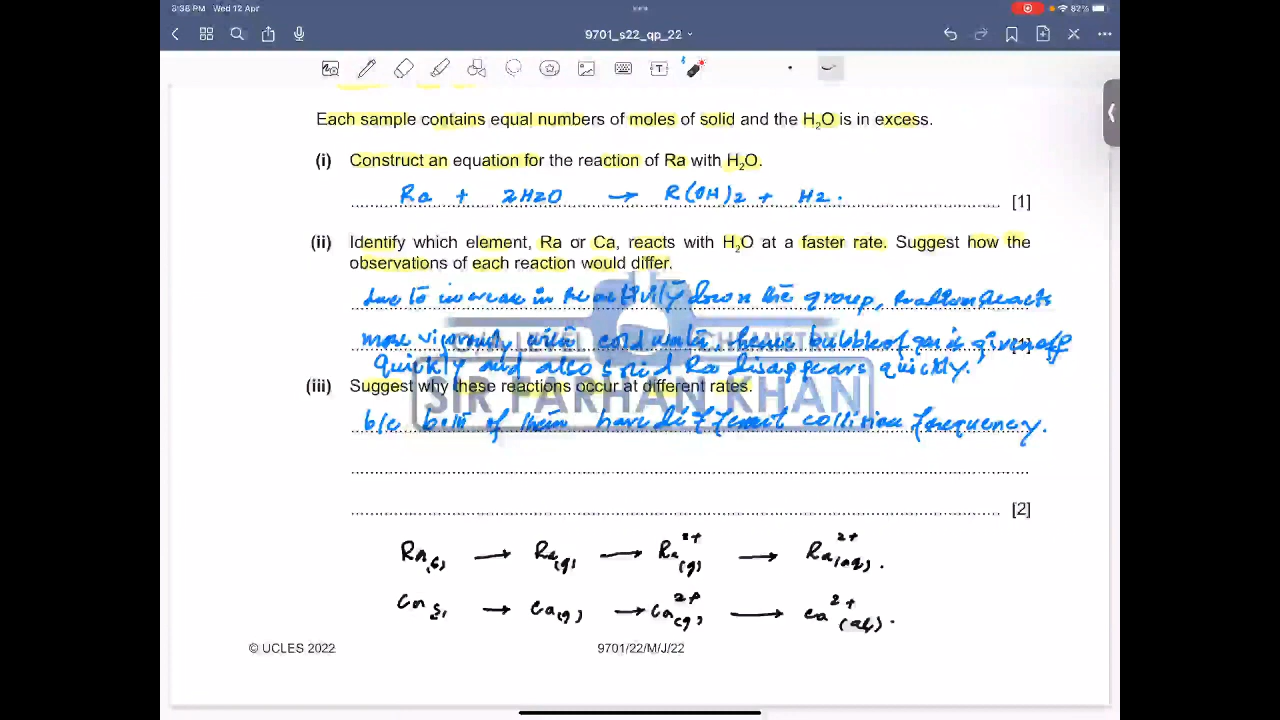 3:38 PM Wed 12 Apr
82%
9701_s22_qp_22
Each sample contains equal numbers of moles of solid and the H₂O is in excess.
(i) Construct an equation for the reaction of Ra with H₂O.
Ra + 2H2O → R(OH)2 + H2.
[1]
(ii) Identify which element, Ra or Ca, reacts with H₂O at a faster rate. Suggest how the
observations of each reaction would differ.
due to increase in reactivity down the group, radium reacts
more vigorously with cold water, hence bubble of gas is given off
[1]
quickly and also solid Ra disappears quickly.
CHEMISTRY
SIR FARHAN KHAN
(iii) Suggest why these reactions occur at different rates.
b/c both of them have different collision frequency.
[2]
Ra(s) → Ra(g) → Ra²⁺(g) → Ra²⁺(aq).
Ca(s) → Ca(g) → Ca²⁺(g) → Ca²⁺(aq).
© UCLES 2022
9701/22/M/J/22